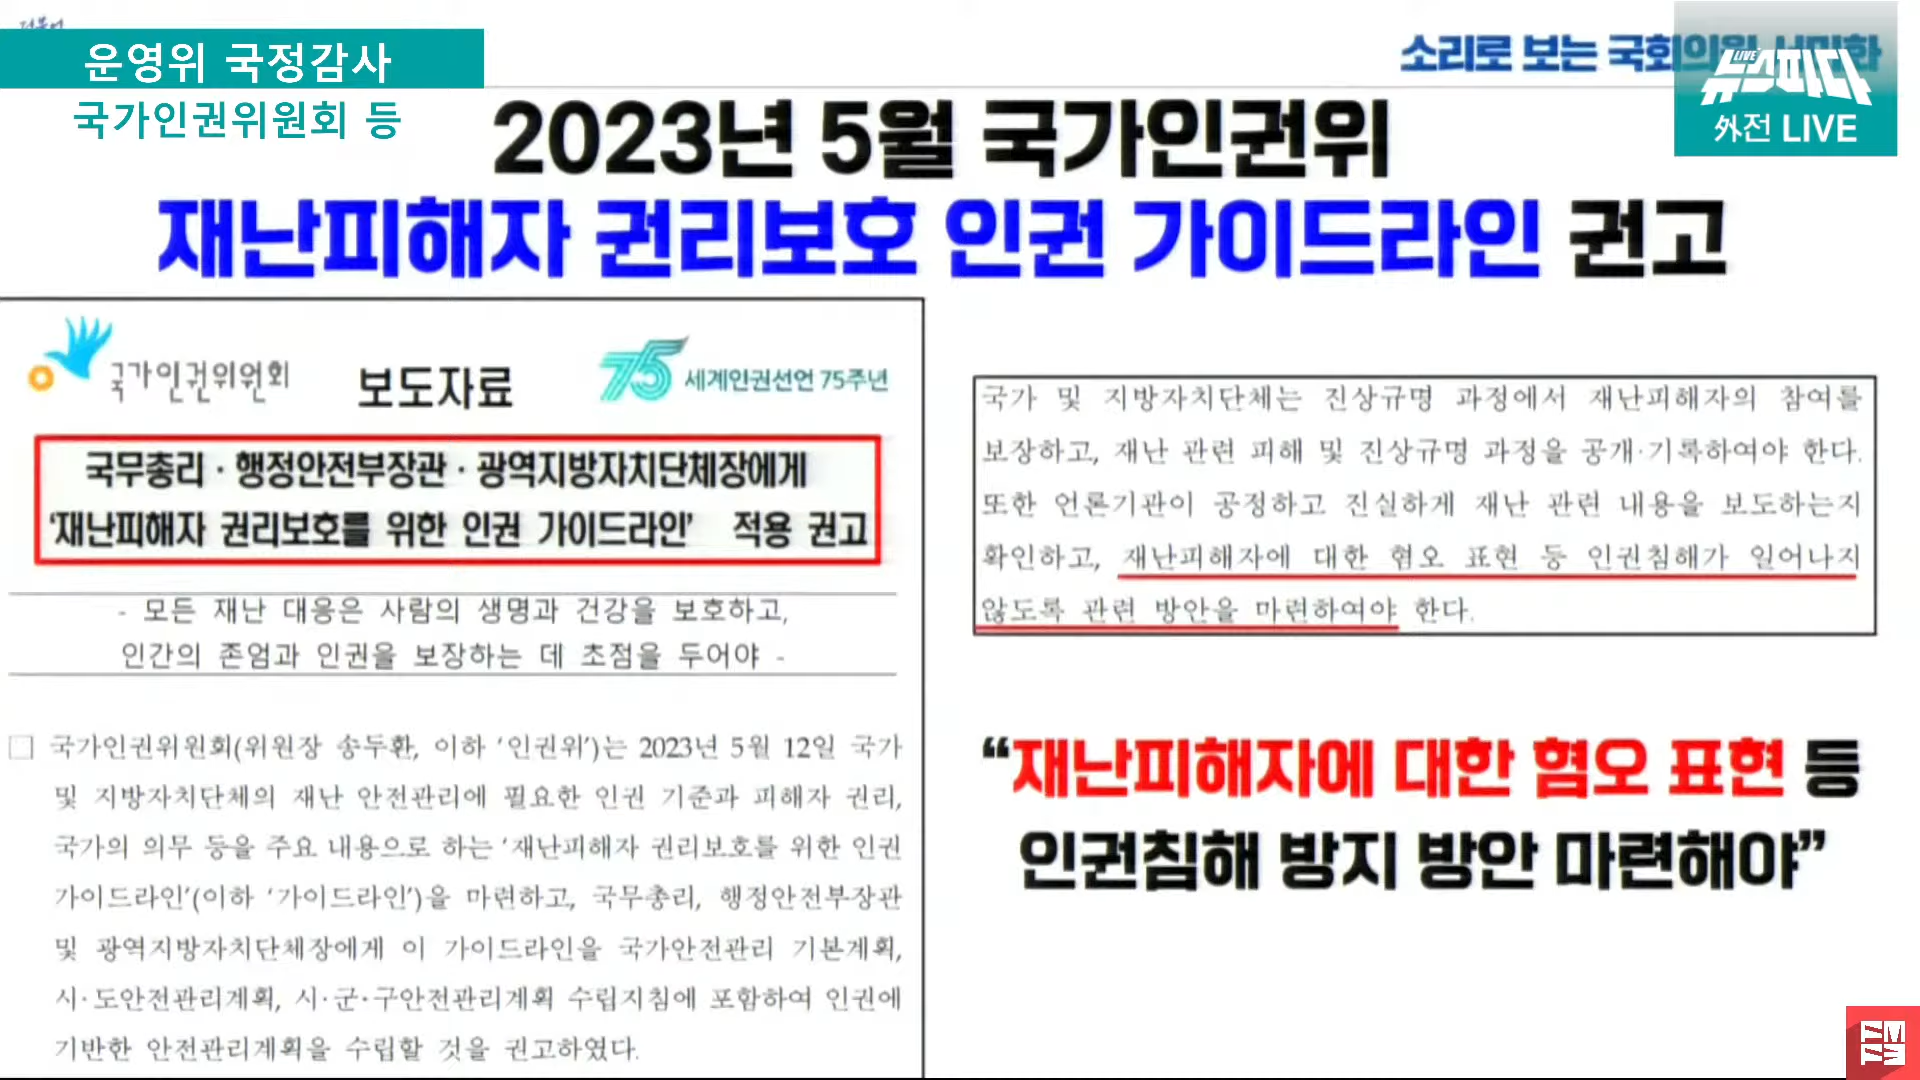 운영위 국정감사
국가인권위원회 등
소리로 보는 국회의원
LIVE
뉴스피다
外전 LIVE
2023년 5월 국가인권위
재난피해자 권리보호 인권 가이드라인 권고
국가인권위원회
보도자료
75 세계인권선언 75주년
국무총리 · 행정안전부장관 · 광역지방자치단체장에게
‘재난피해자 권리보호를 위한 인권 가이드라인’ 적용 권고
- 모든 재난 대응은 사람의 생명과 건강을 보호하고,
인간의 존엄과 인권을 보장하는 데 초점을 두어야 -
□ 국가인권위원회(위원장 송두환, 이하 ‘인권위’)는 2023년 5월 12일 국가
및 지방자치단체의 재난 안전관리에 필요한 인권 기준과 피해자 권리,
국가의 의무 등을 주요 내용으로 하는 ‘재난피해자 권리보호를 위한 인권
가이드라인’(이하 ‘가이드라인’)을 마련하고, 국무총리, 행정안전부장관
및 광역지방자치단체장에게 이 가이드라인을 국가안전관리 기본계획,
시·도안전관리계획, 시·군·구안전관리계획 수립지침에 포함하여 인권에
기반한 안전관리계획을 수립할 것을 권고하였다.
국가 및 지방자치단체는 진상규명 과정에서 재난피해자의 참여를
보장하고, 재난 관련 피해 및 진상규명 과정을 공개·기록하여야 한다.
또한 언론기관이 공정하고 진실하게 재난 관련 내용을 보도하는지
확인하고, 재난피해자에 대한 혐오 표현 등 인권침해가 일어나지
않도록 관련 방안을 마련하여야 한다.
“재난피해자에 대한 혐오 표현 등
인권침해 방지 방안 마련해야”